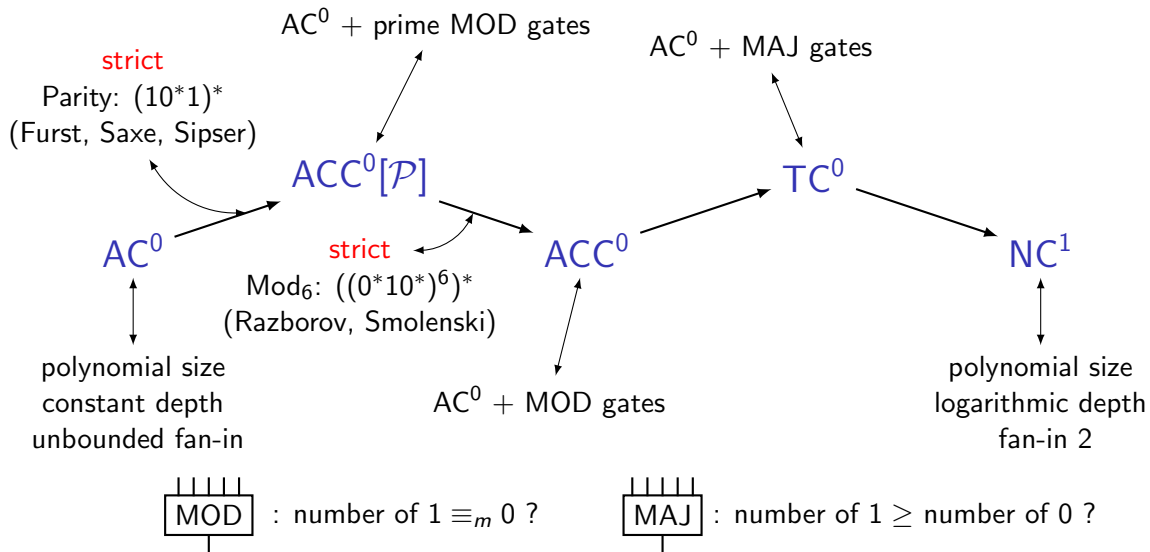 AC⁰ + prime MOD gates
AC⁰ + MAJ gates
strict
Parity: (10*1)*
(Furst, Saxe, Sipser)
ACC⁰[𝒫]
TC⁰
AC⁰
strict
Mod₆: ((0*10*)⁶)*
(Razborov, Smolenski)
ACC⁰
NC¹
polynomial size
constant depth
unbounded fan-in
AC⁰ + MOD gates
polynomial size
logarithmic depth
fan-in 2
MOD : number of 1 ≡ₘ 0 ?
MAJ : number of 1 ≥ number of 0 ?